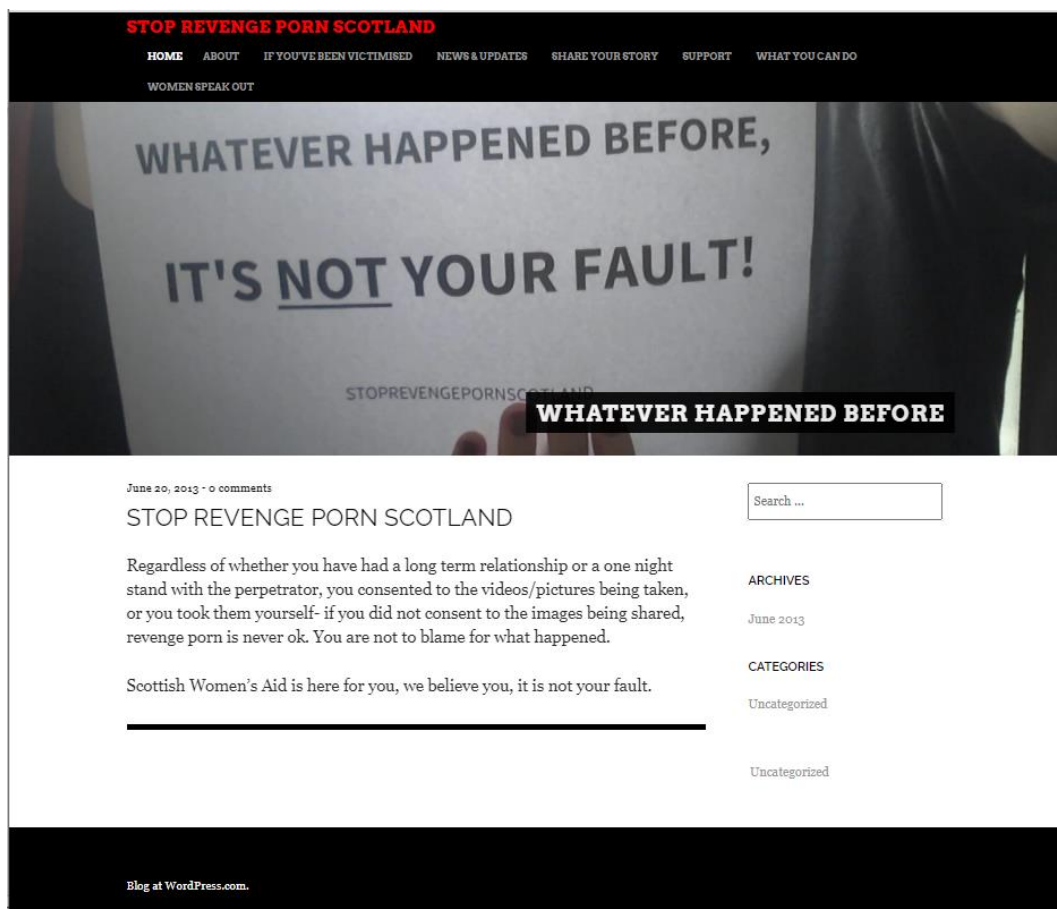 STOP REVENGE PORN SCOTLAND
HOME ABOUT IF YOU'VE BEEN VICTIMISED NEWS & UPDATES SHARE YOUR STORY SUPPORT WHAT YOU CAN DO
WOMEN SPEAK OUT
WHATEVER HAPPENED BEFORE,
IT'S NOT YOUR FAULT!
STOPREVENGEPORNSCOTLAND
WHATEVER HAPPENED BEFORE
June 20, 2013 - 0 comments
STOP REVENGE PORN SCOTLAND
Regardless of whether you have had a long term relationship or a one night
stand with the perpetrator, you consented to the videos/pictures being taken,
or you took them yourself- if you did not consent to the images being shared,
revenge porn is never ok. You are not to blame for what happened.
Scottish Women's Aid is here for you, we believe you, it is not your fault.
Search ...
ARCHIVES
June 2013
CATEGORIES
Uncategorized
Uncategorized
Blog at WordPress.com.